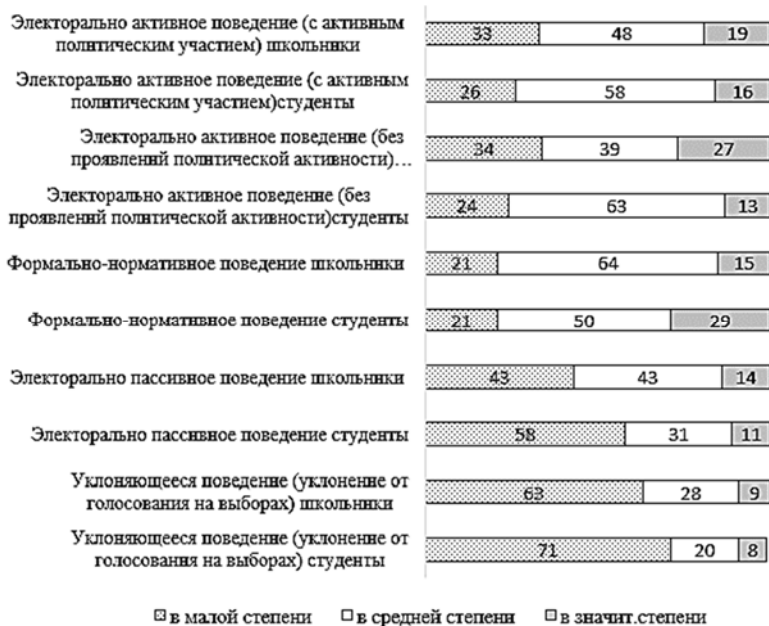 Электорально активное поведение (с активным
политическим участием) школьники
33 48 19
Электорально активное поведение (с активным
политическим участием)студенты
26 58 16
Электорально активное поведение (без
проявлений политической активности)...
34 39 27
Электорально активное поведение (без
проявлений политической активности)студенты
24 63 13
Формально-нормативное поведение школьники
21 64 15
Формально-нормативное поведение студенты
21 50 29
Электорально пассивное поведение школьники
43 43 14
Электорально пассивное поведение студенты
58 31 11
Уклоняющееся поведение (уклонение от
голосования на выборах) школьники
63 28 9
Уклоняющееся поведение (уклонение от
голосования на выборах) студенты
71 20 8
в малой степени в средней степени в значит.степени